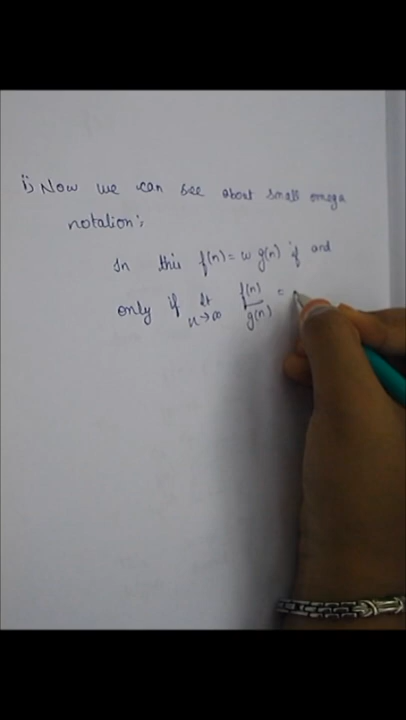 i) Now we can see about small omega
notation:
In this f(n) = ω g(n) if and
only if lt n→∞ f(n)/g(n) =